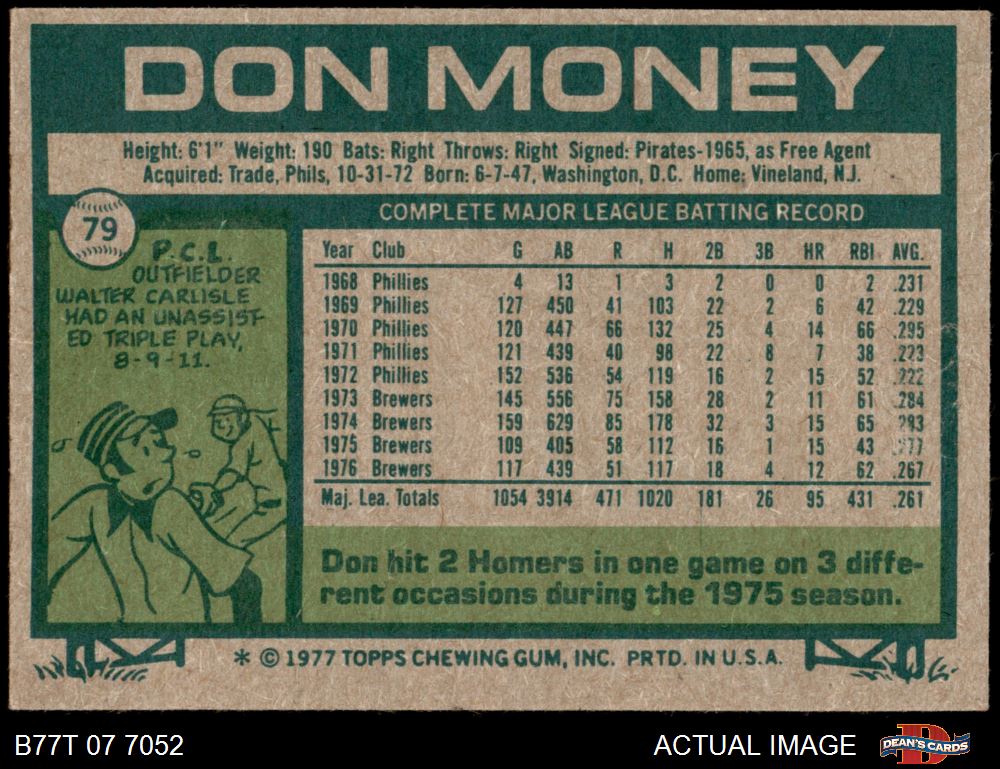 DON MONEY
Height: 6'1" Weight: 190 Bats: Right Throws: Right Signed: Pirates-1965, as Free Agent
Acquired: Trade, Phils, 10-31-72 Born: 6-7-47, Washington, D.C. Home: Vineland, N.J.
79
P.C.L.
OUTFIELDER
WALTER CARLISLE
HAD AN UNASSIST-
ED TRIPLE PLAY,
8-9-11.
COMPLETE MAJOR LEAGUE BATTING RECORD
Year Club G AB R H 2B 3B HR RBI AVG.
1968 Phillies 4 13 1 3 2 0 0 2 .231
1969 Phillies 127 450 41 103 22 2 6 42 .229
1970 Phillies 120 447 66 132 25 4 14 66 .295
1971 Phillies 121 439 40 98 22 8 7 38 .223
1972 Phillies 152 536 54 119 16 2 15 52 .222
1973 Brewers 145 556 75 158 28 2 11 61 .284
1974 Brewers 159 629 85 178 32 3 15 65 .283
1975 Brewers 109 405 58 112 16 1 15 43 .277
1976 Brewers 117 439 51 117 18 4 12 62 .267
Maj. Lea. Totals 1054 3914 471 1020 181 26 95 431 .261
Don hit 2 Homers in one game on 3 diffe-
rent occasions during the 1975 season.
* © 1977 TOPPS CHEWING GUM, INC. PRTD. IN U.S.A.
B77T 07 7052 ACTUAL IMAGE
D
DEAN'S CARDS